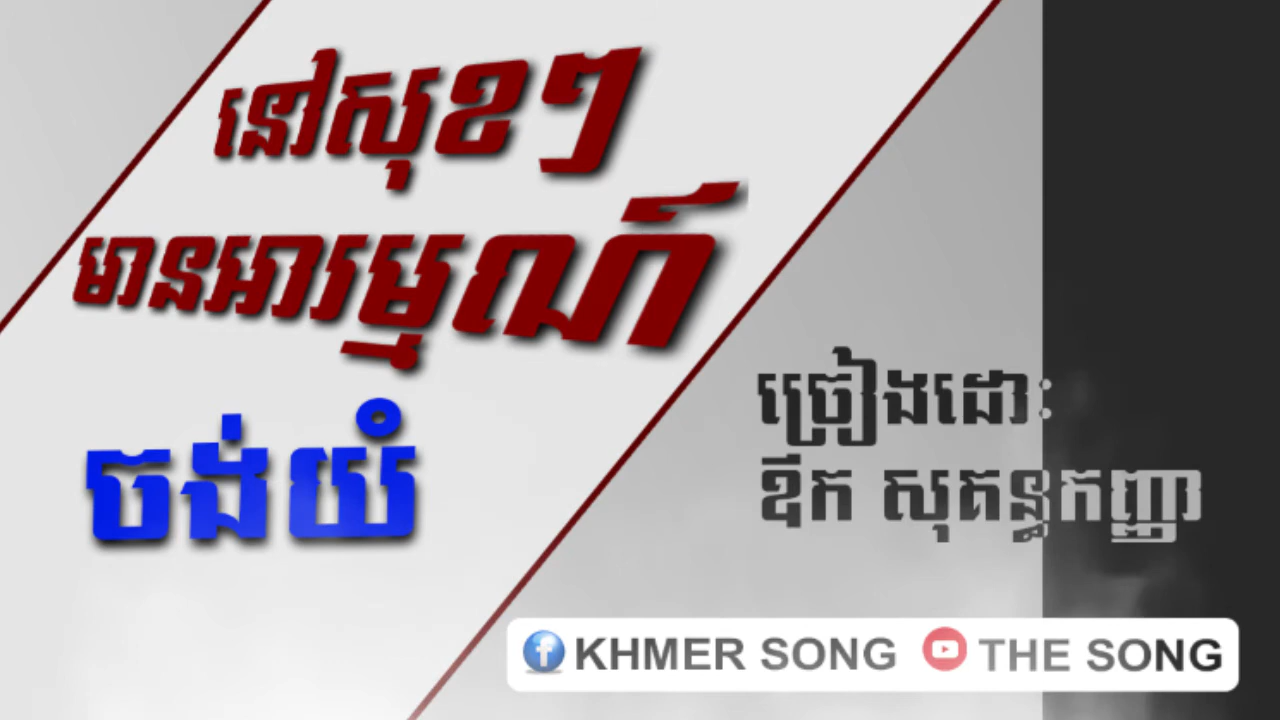 នៅសុខៗ
មានអារម្មណ៍
ចង់យំ
ច្រៀងដោះ
ឱក សុគន្ធកញ្ញា
KHMER SONG THE SONG